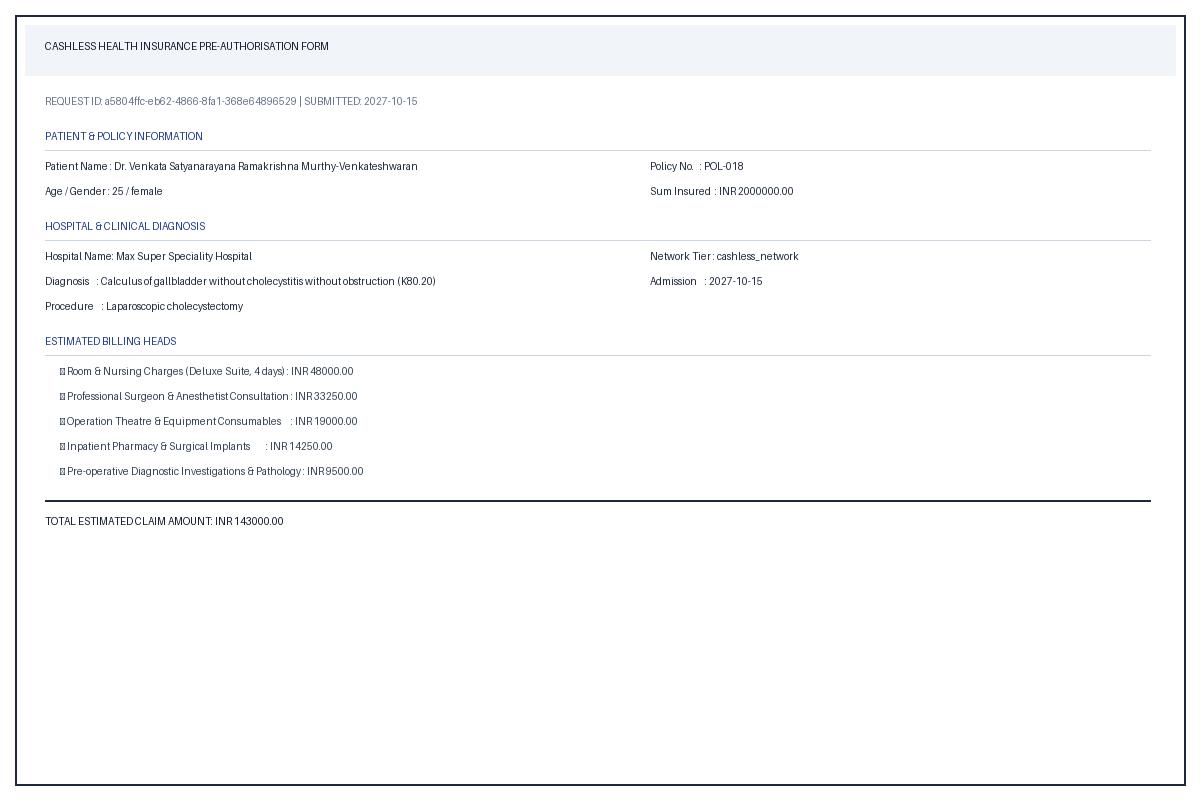 CASHLESS HEALTH INSURANCE PRE-AUTHORISATION FORM
REQUEST ID: a5804ffc-eb62-4866-8fa1-368e64896529 | SUBMITTED: 2027-10-15
PATIENT & POLICY INFORMATION
Patient Name : Dr. Venkata Satyanarayana Ramakrishna Murthy-Venkateshwaran Policy No. : POL-018
Age / Gender : 25 / female Sum Insured : INR 2000000.00
HOSPITAL & CLINICAL DIAGNOSIS
Hospital Name: Max Super Speciality Hospital Network Tier : cashless_network
Diagnosis : Calculus of gallbladder without cholecystitis without obstruction (K80.20) Admission : 2027-10-15
Procedure : Laparoscopic cholecystectomy
ESTIMATED BILLING HEADS
Room & Nursing Charges (Deluxe Suite, 4 days) : INR 48000.00
Professional Surgeon & Anesthetist Consultation : INR 33250.00
Operation Theatre & Equipment Consumables : INR 19000.00
Inpatient Pharmacy & Surgical Implants : INR 14250.00
Pre-operative Diagnostic Investigations & Pathology : INR 9500.00
TOTAL ESTIMATED CLAIM AMOUNT: INR 143000.00